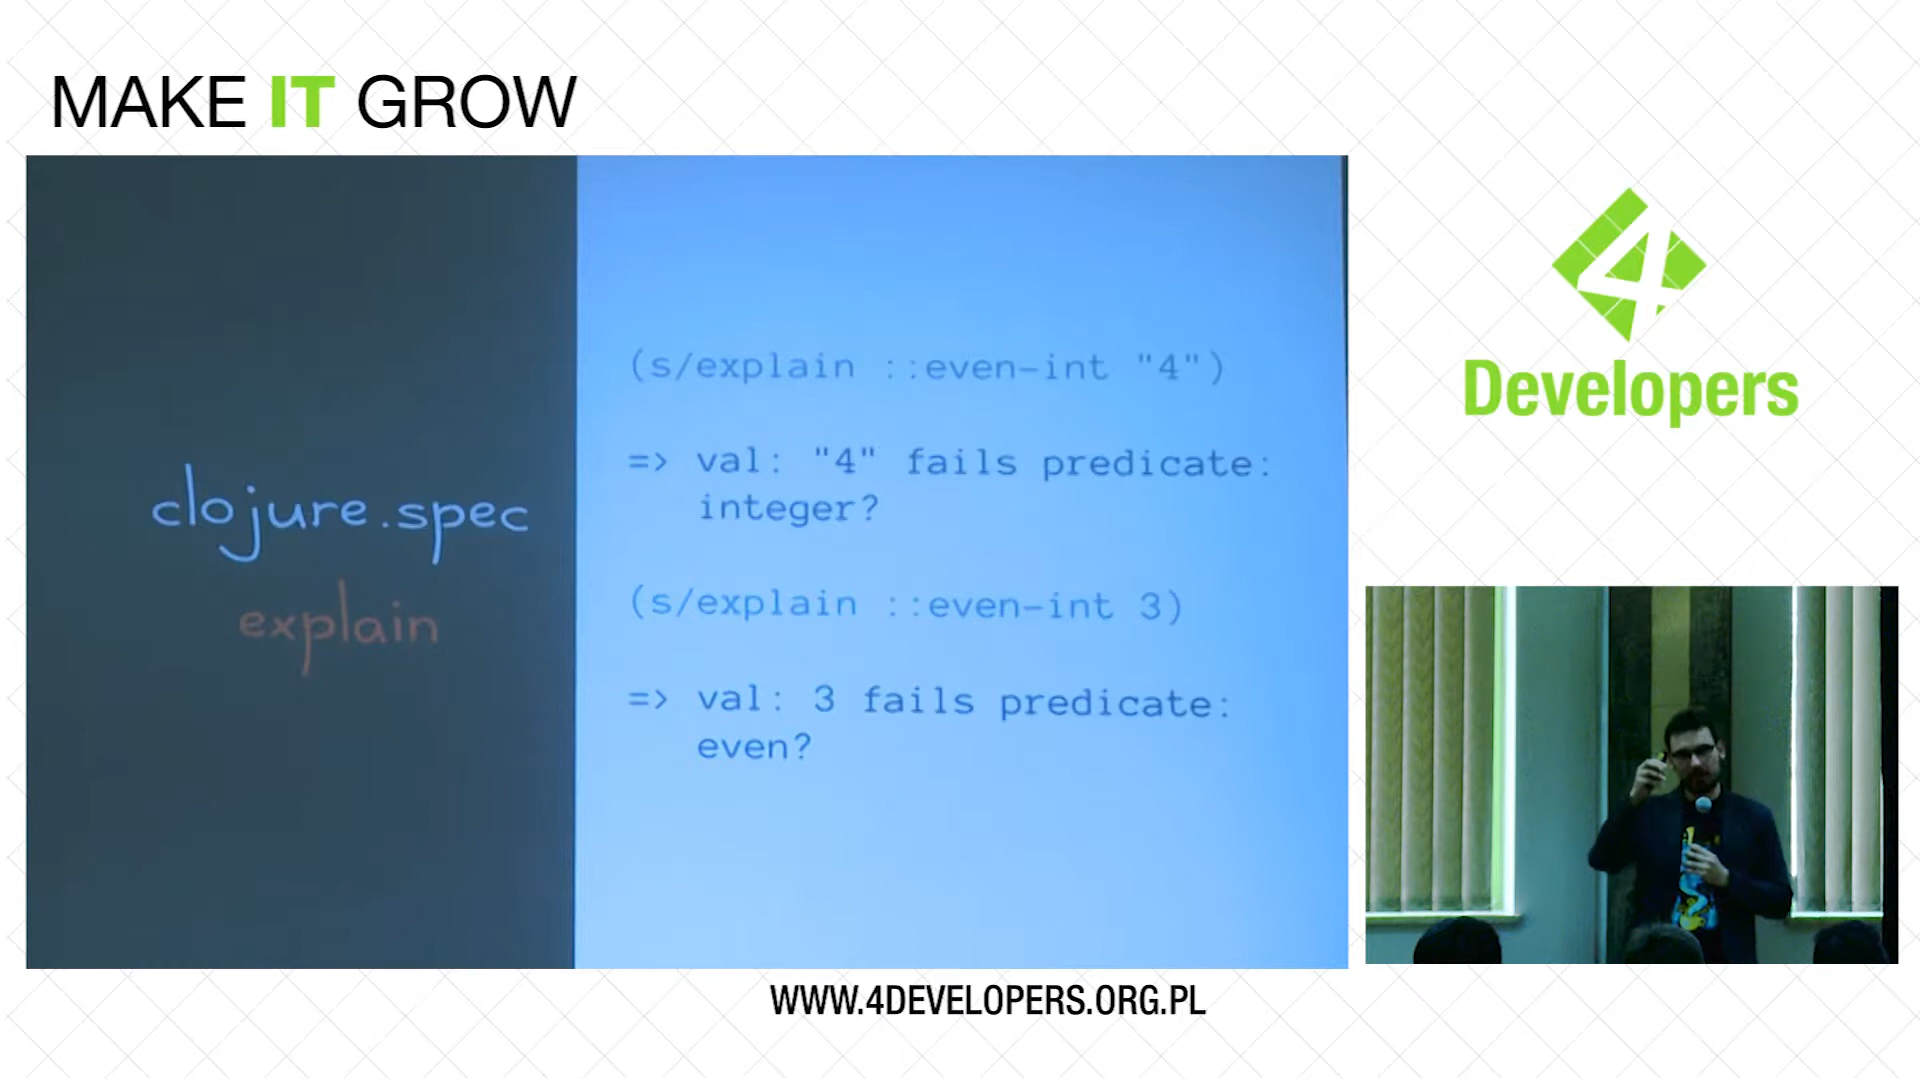 MAKE IT GROW
clojure.spec
explain
(s/explain ::even-int "4")
=> val: "4" fails predicate:
integer?
(s/explain ::even-int 3)
=> val: 3 fails predicate:
even?
4
Developers
WWW.4DEVELOPERS.ORG.PL